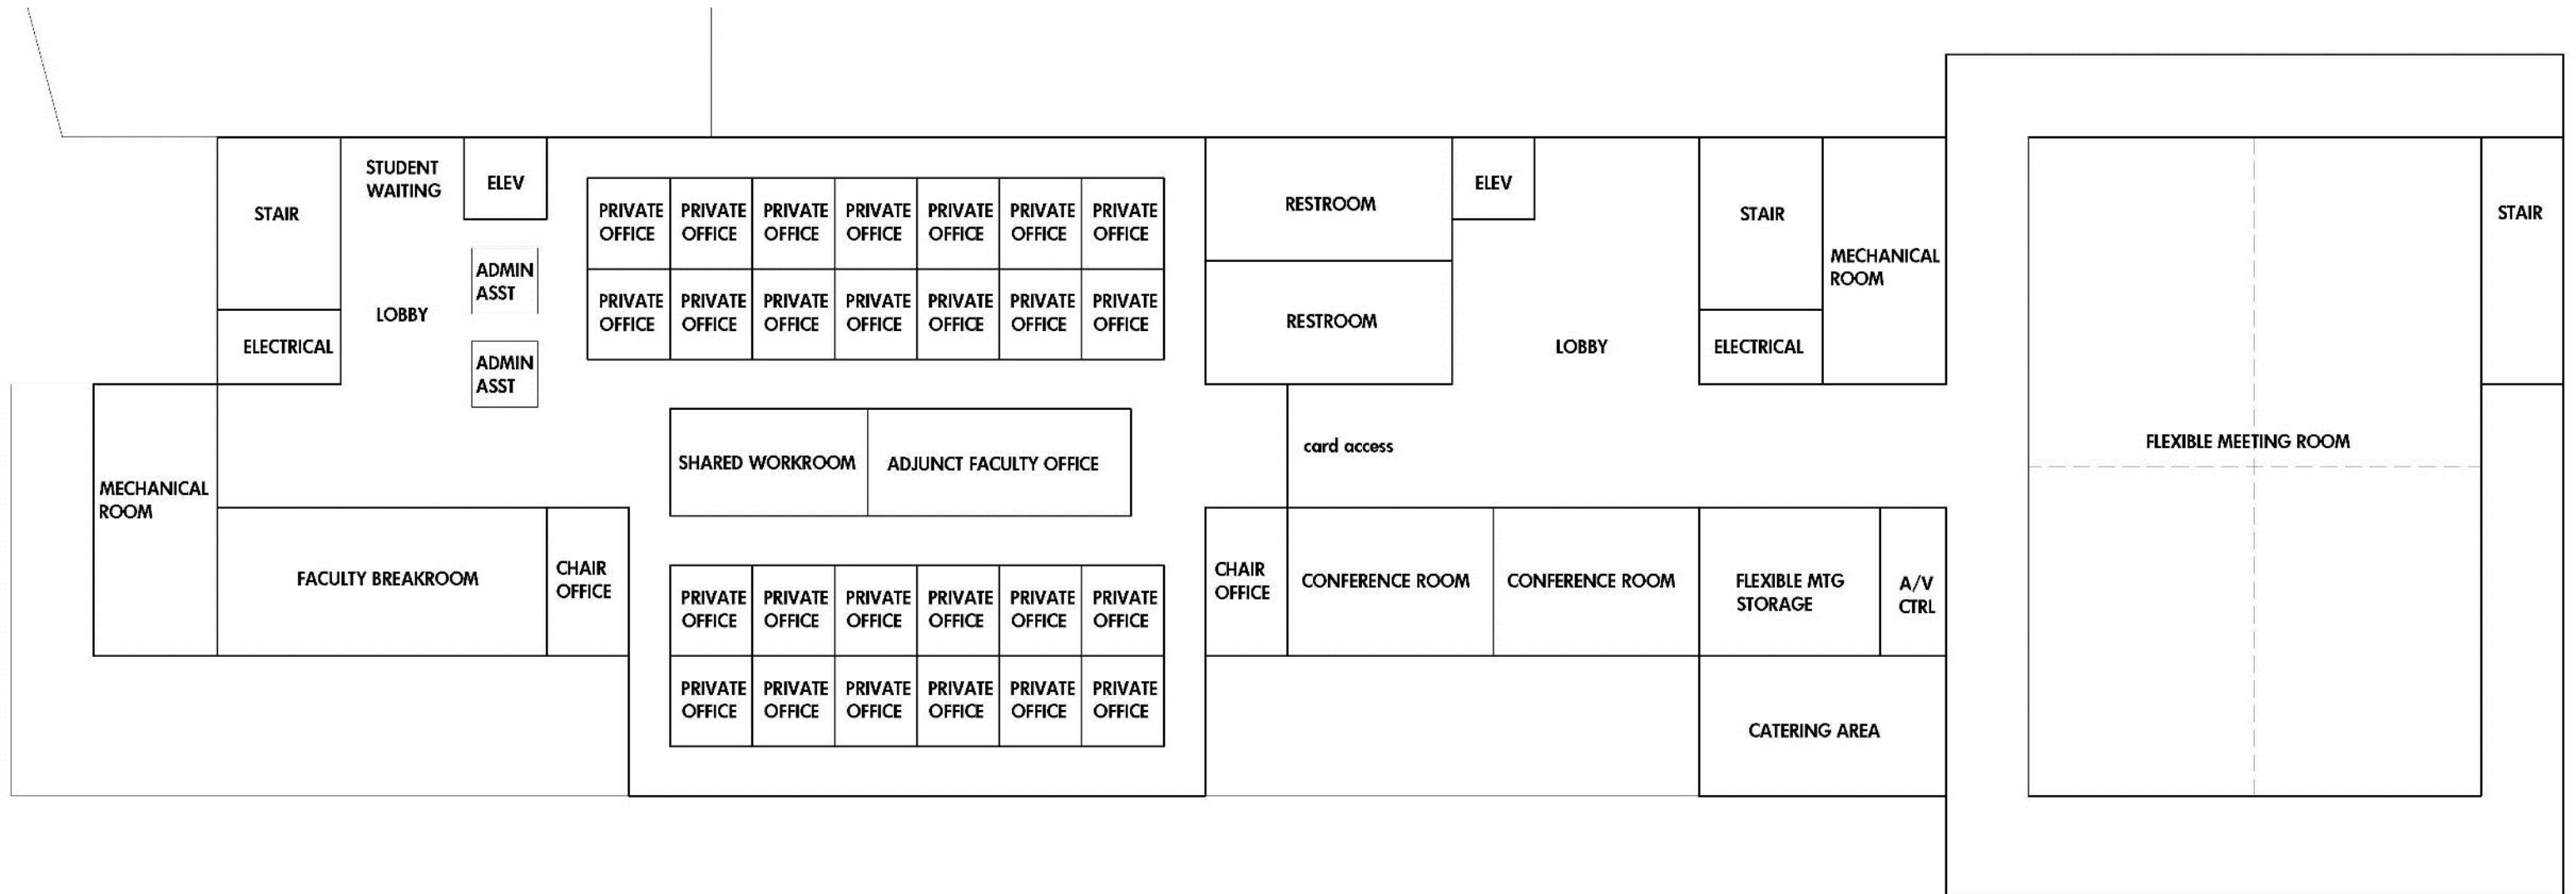 STUDENT
WAITING
ELEV
STAIR
ADMIN
ASST
LOBBY
ELECTRICAL
ADMIN
ASST
MECHANICAL
ROOM
FACULTY BREAKROOM
CHAIR
OFFICE
PRIVATE PRIVATE PRIVATE PRIVATE PRIVATE PRIVATE PRIVATE
OFFICE OFFICE OFFICE OFFICE OFFICE OFFICE OFFICE
PRIVATE PRIVATE PRIVATE PRIVATE PRIVATE PRIVATE PRIVATE
OFFICE OFFICE OFFICE OFFICE OFFICE OFFICE OFFICE
SHARED WORKROOM
ADJUNCT FACULTY OFFICE
PRIVATE PRIVATE PRIVATE PRIVATE PRIVATE PRIVATE
OFFICE OFFICE OFFICE OFFICE OFFICE OFFICE
PRIVATE PRIVATE PRIVATE PRIVATE PRIVATE PRIVATE
OFFICE OFFICE OFFICE OFFICE OFFICE OFFICE
RESTROOM
RESTROOM
ELEV
LOBBY
STAIR
ELECTRICAL
MECHANICAL
ROOM
card access
CHAIR
OFFICE
CONFERENCE ROOM
CONFERENCE ROOM
FLEXIBLE MTG
STORAGE
A/V
CTRL
CATERING AREA
FLEXIBLE MEETING ROOM
STAIR